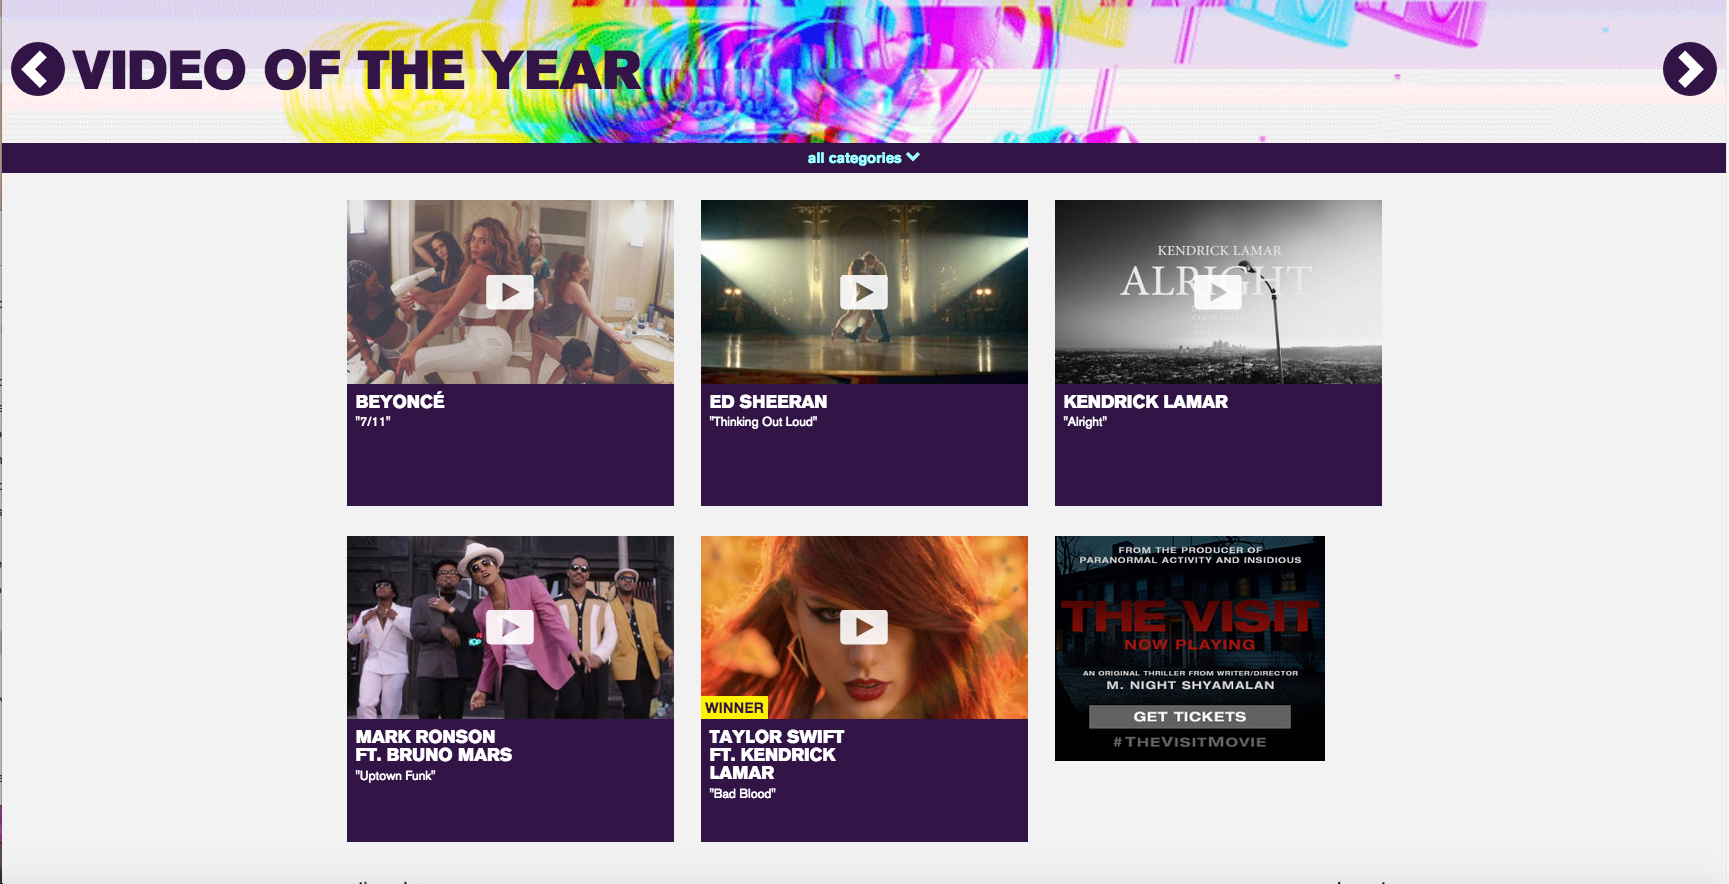 VIDEO OF THE YEAR
all categories
KENDRICK LAMAR
ALRIGHT
BEYONCÉ
"7/11"
ED SHEERAN
"Thinking Out Loud"
KENDRICK LAMAR
"Alright"
WINNER
MARK RONSON
FT. BRUNO MARS
"Uptown Funk"
TAYLOR SWIFT
FT. KENDRICK
LAMAR
"Bad Blood"
FROM THE PRODUCER OF
PARANORMAL ACTIVITY AND INSIDIOUS
THE VISIT
NOW PLAYING
AN ORIGINAL THRILLER FROM WRITER/DIRECTOR
M. NIGHT SHYAMALAN
GET TICKETS
#THEVISITMOVIE